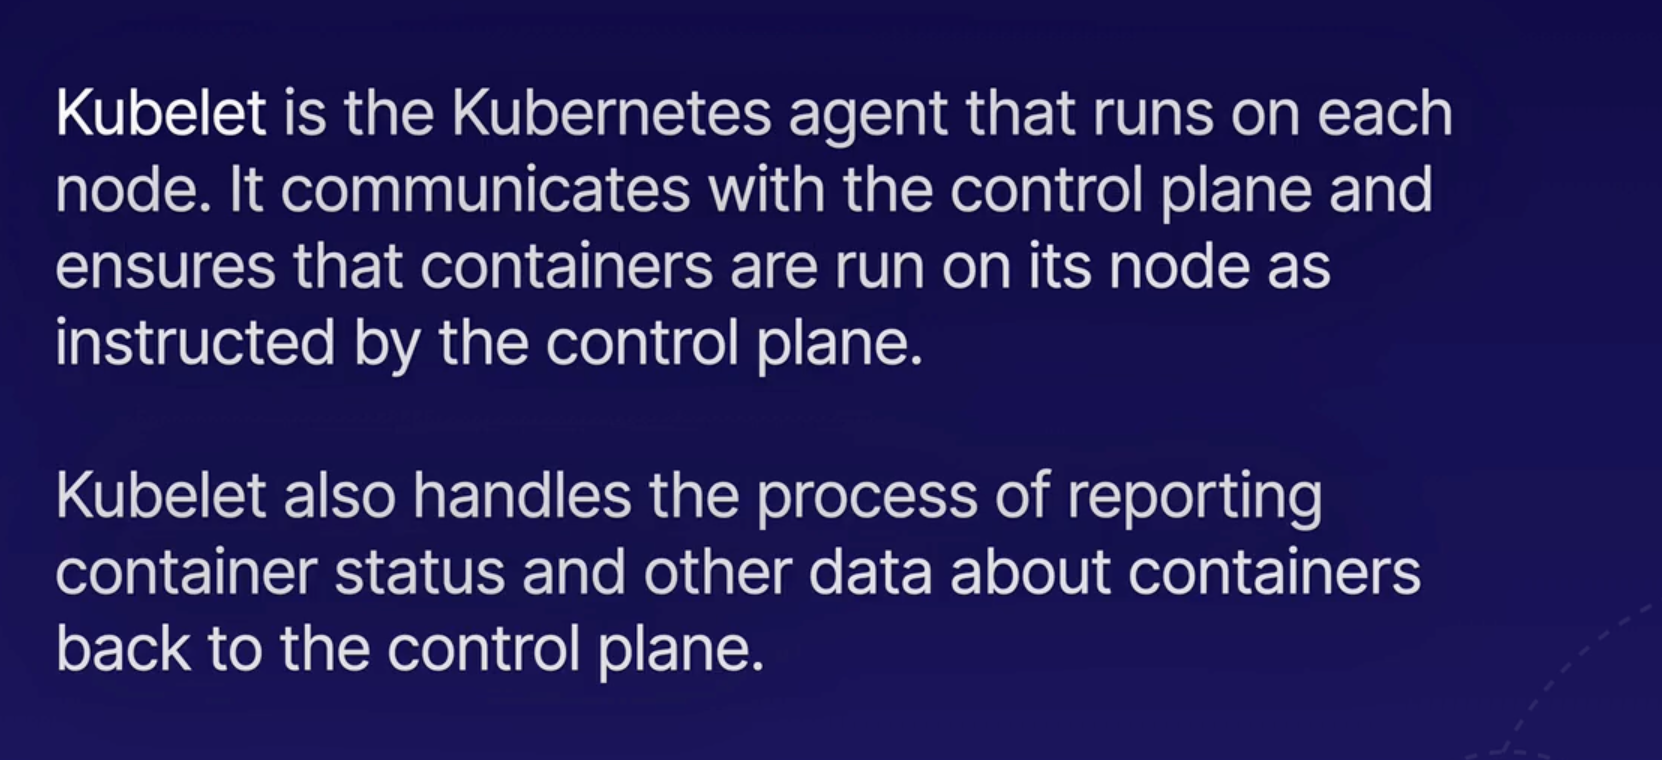 Kubelet is the Kubernetes agent that runs on each
node. It communicates with the control plane and
ensures that containers are run on its node as
instructed by the control plane.
Kubelet also handles the process of reporting
container status and other data about containers
back to the control plane.